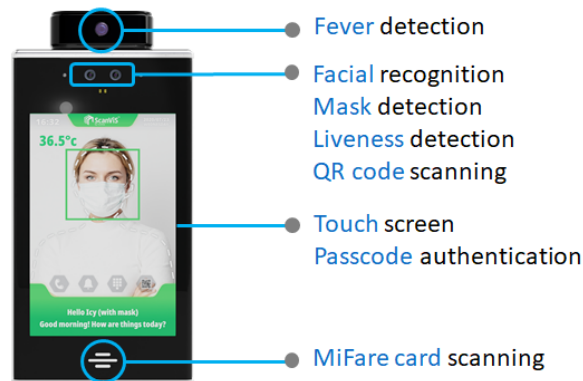 Fever detection
Facial recognition
Mask detection
Liveness detection
QR code scanning
ScanVIS
36.5°c
Touch screen
Passcode authentication
Hello Icy (with mask)
Good morning! How are things today?
MiFare card scanning